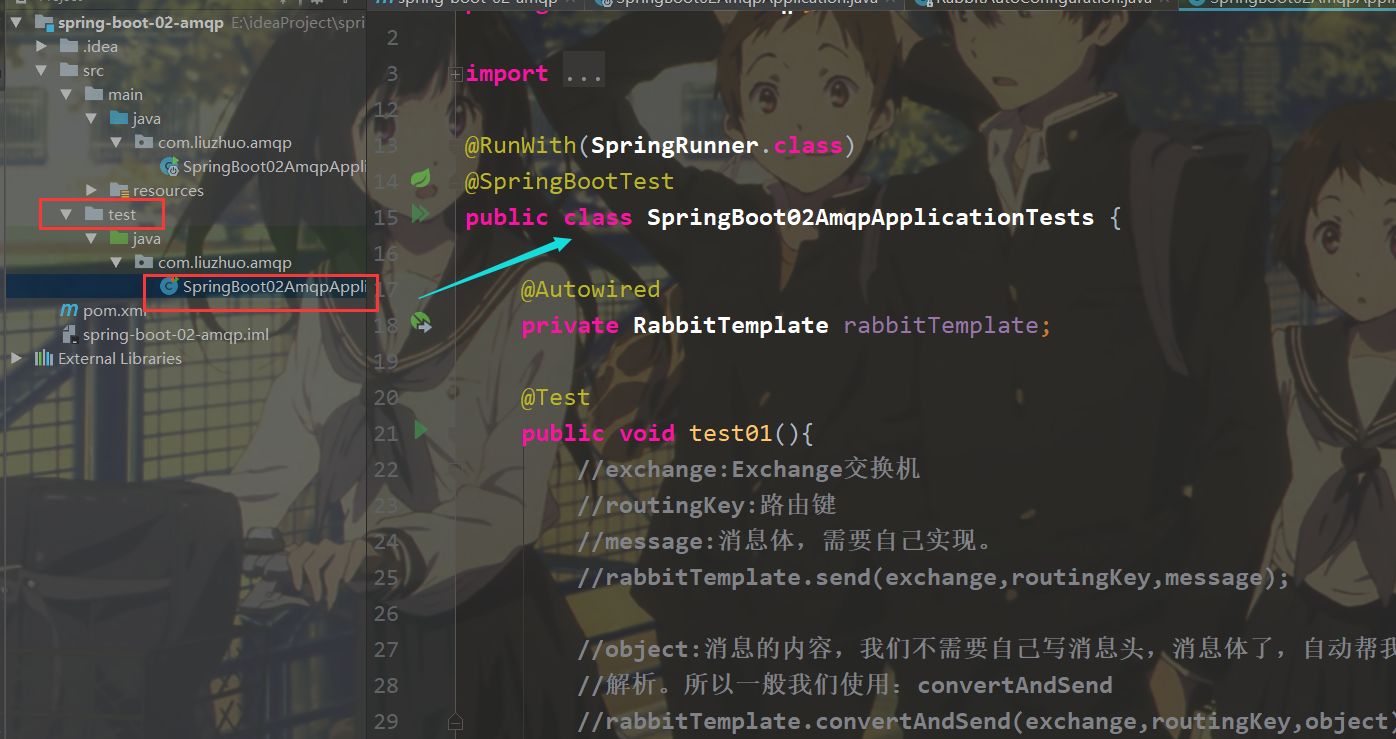 spring-boot-02-amqp E:\ideaProject\spri
.idea
src
main
java
com.liuzhuo.amqp
SpringBoot02AmqpAppli
resources
test
java
com.liuzhuo.amqp
SpringBoot02AmqpAppli
pom.xml
spring-boot-02-amqp.iml
External Libraries
spring-boot-02-amqp
SpringBoot02AmqpApplication.java
RabbitAutoConfiguration.java
SpringBoot02AmqpApplic
2
3 import ...
12
13 @RunWith(SpringRunner.class)
14 @SpringBootTest
15 public class SpringBoot02AmqpApplicationTests {
16
17 @Autowired
18 private RabbitTemplate rabbitTemplate;
19
20 @Test
21 public void test01(){
22 //exchange:Exchange交换机
23 //routingKey:路由键
24 //message:消息体，需要自己实现。
25 //rabbitTemplate.send(exchange,routingKey,message);
26
27 //object:消息的内容，我们不需要自己写消息头，消息体了，自动帮我
28 //解析。所以一般我们使用：convertAndSend
29 //rabbitTemplate.convertAndSend(exchange,routingKey,object)